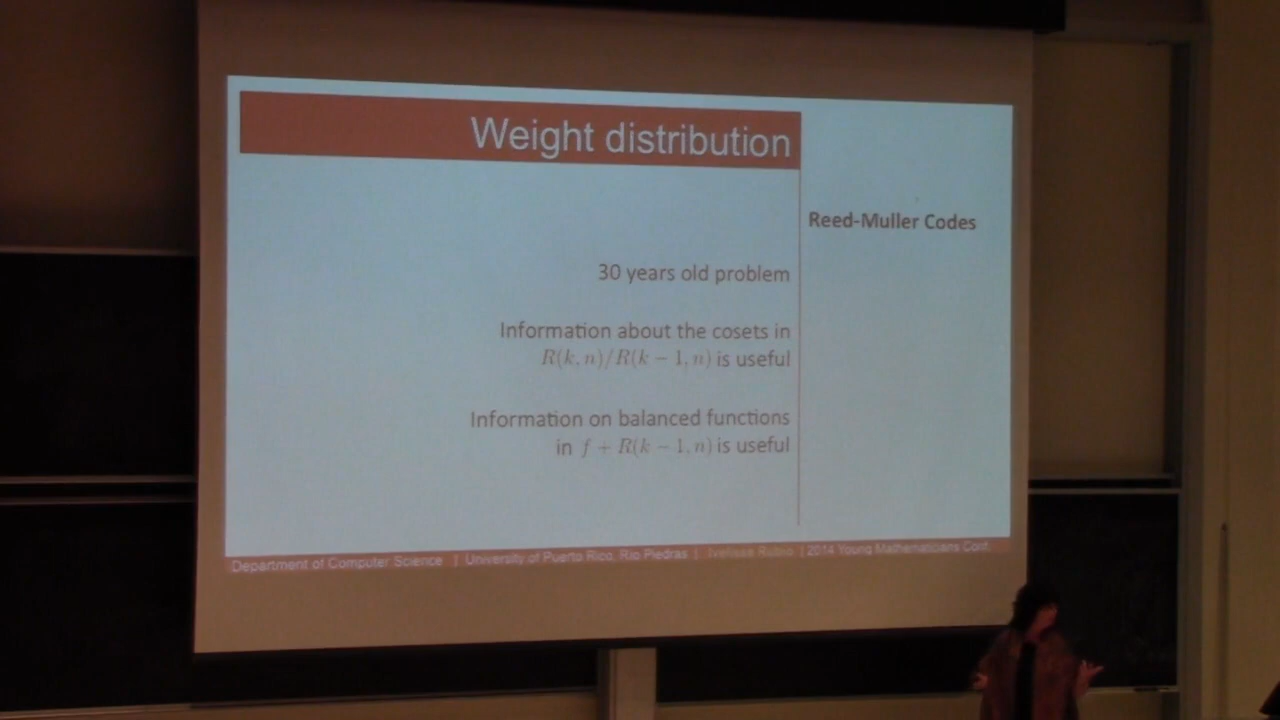 Weight distribution
Reed-Muller Codes
30 years old problem
Information about the cosets in
R(k, n)/R(k − 1, n) is useful
Information on balanced functions
in f + R(k − 1, n) is useful
Department of Computer Science | University of Puerto Rico, Rio Piedras | Ivelisse Rubio | 2014 Young Mathematicians Conf.